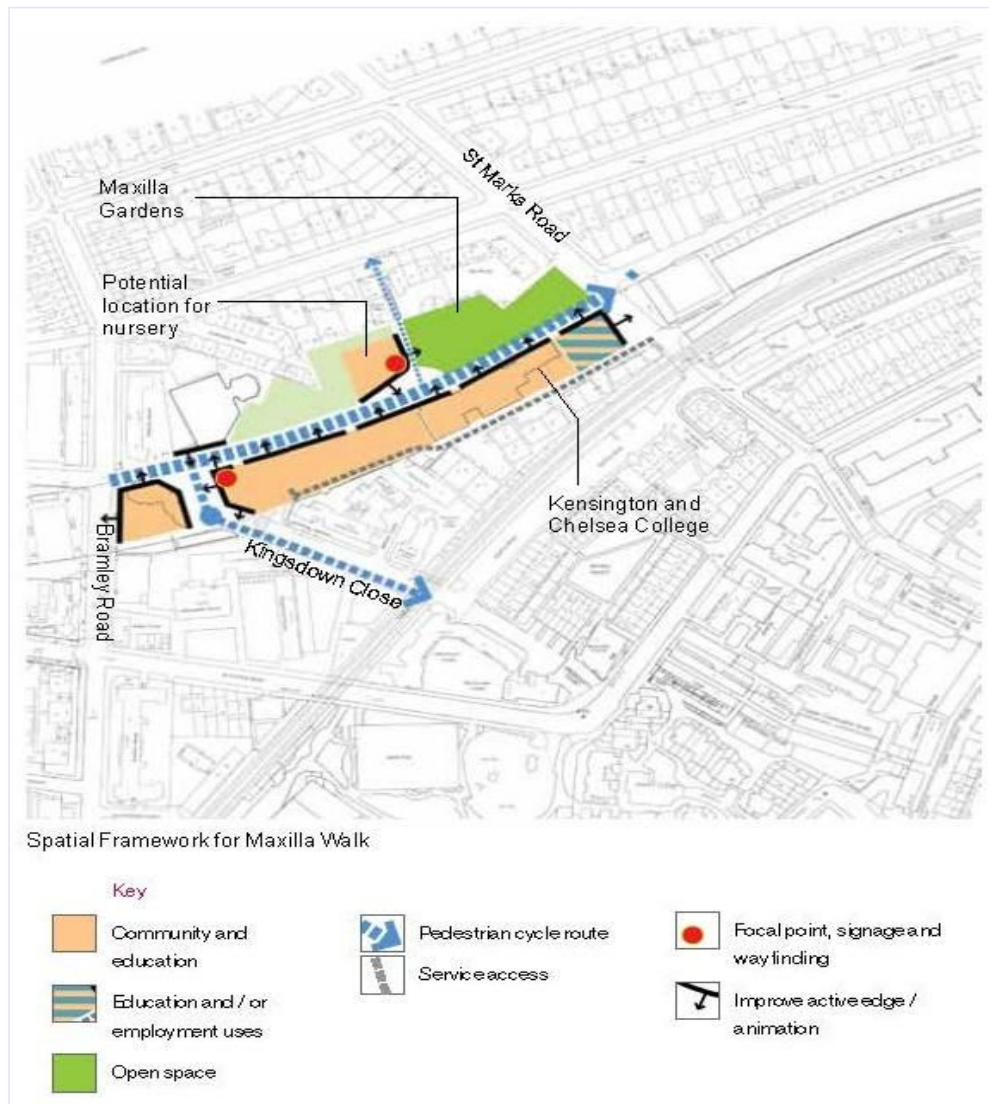 St Marks Road
Maxilla
Gardens
Potential
location for
nursery
Kensington and
Chelsea College
Kingsdown Close
Bramley Road
Spatial Framework for Maxilla Walk
Key
Community and
education
Education and / or
employment uses
Open space
Pedestrian cycle route
Service access
Focal point, signage and
way finding
Improve active edge /
animation